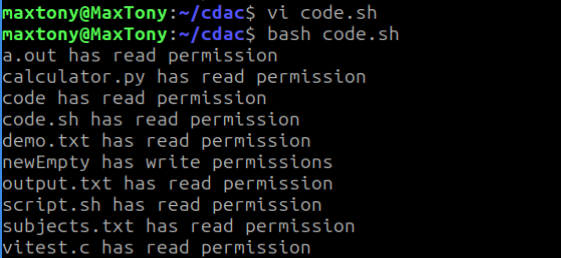 maxtony@MaxTony:~/cdac$ vi code.sh
maxtony@MaxTony:~/cdac$ bash code.sh
a.out has read permission
calculator.py has read permission
code has read permission
code.sh has read permission
demo.txt has read permission
newEmpty has write permissions
output.txt has read permission
script.sh has read permission
subjects.txt has read permission
vitest.c has read permission